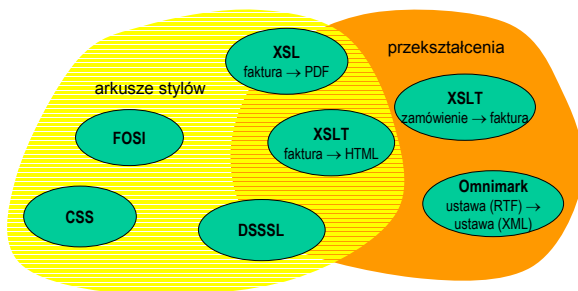 XSL
faktura → PDF
przekształcenia
arkusze stylów
XSLT
zamówienie → faktura
FOSI
XSLT
faktura → HTML
Omnimark
ustawa (RTF) →
ustawa (XML)
CSS
DSSSL